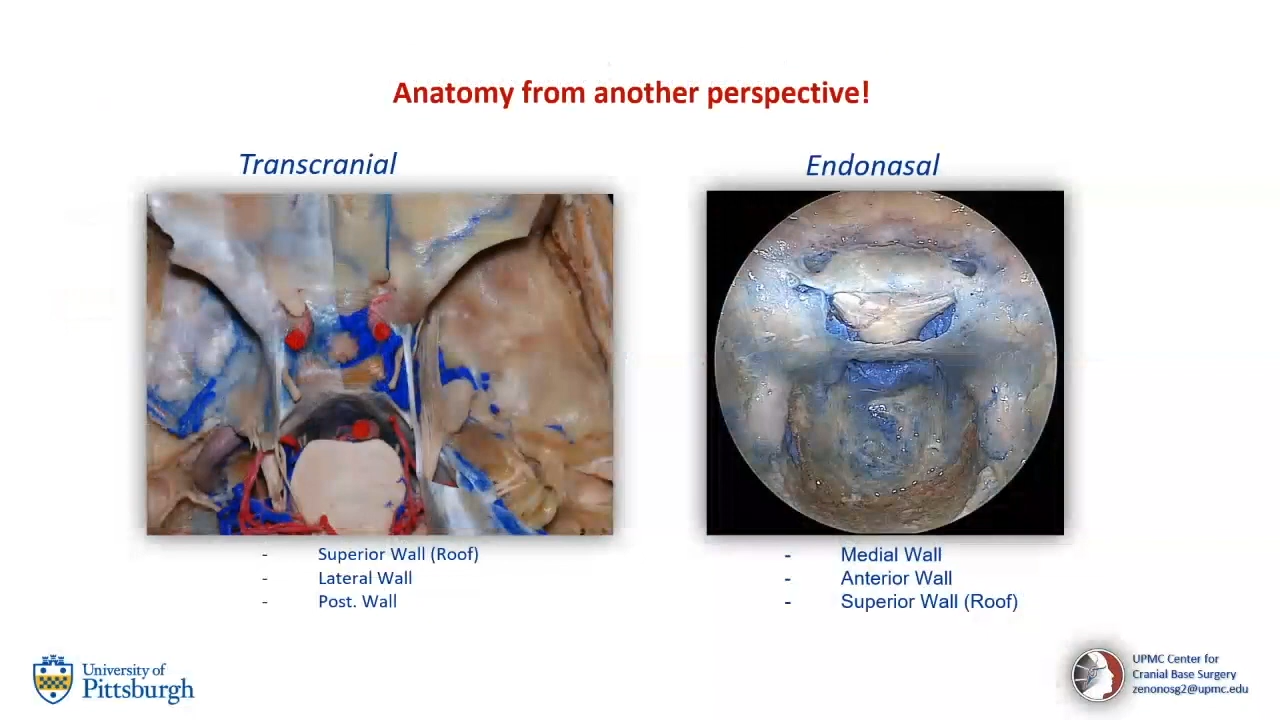 Anatomy from another perspective!
Transcranial
Endonasal
- Superior Wall (Roof)
- Lateral Wall
- Post. Wall
- Medial Wall
- Anterior Wall
- Superior Wall (Roof)
University of
Pittsburgh
UPMC Center for
Cranial Base Surgery
zenonosg2@upmc.edu